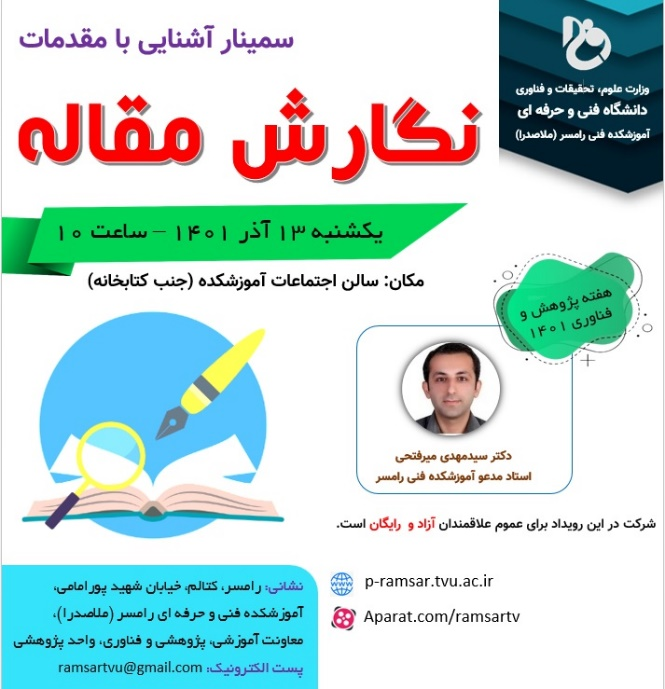 وزارت علوم، تحقیقات و فناوری
دانشگاه فنی و حرفه ای
آموزشکده فنی رامسر (ملاصدرا)
سمینار آشنایی با مقدمات
نگارش مقاله
یکشنبه ۱۳ آذر ۱۴۰۱ – ساعت ۱۰
مکان: سالن اجتماعات آموزشکده (جنب کتابخانه)
هفته پژوهش و
فناوری ۱۴۰۱
دکتر سیدمهدی میرفتحی
استاد مدعو آموزشکده فنی رامسر
شرکت در این رویداد برای عموم علاقمندان آزاد و رایگان است.
p-ramsar.tvu.ac.ir
Aparat.com/ramsartv
نشانی: رامسر، کتالم، خیابان شهید پورامامی،
آموزشکده فنی و حرفه ای رامسر (ملاصدرا)،
معاونت آموزشی، پژوهشی و فناوری، واحد پژوهشی
پست الکترونیک: ramsartvu@gmail.com